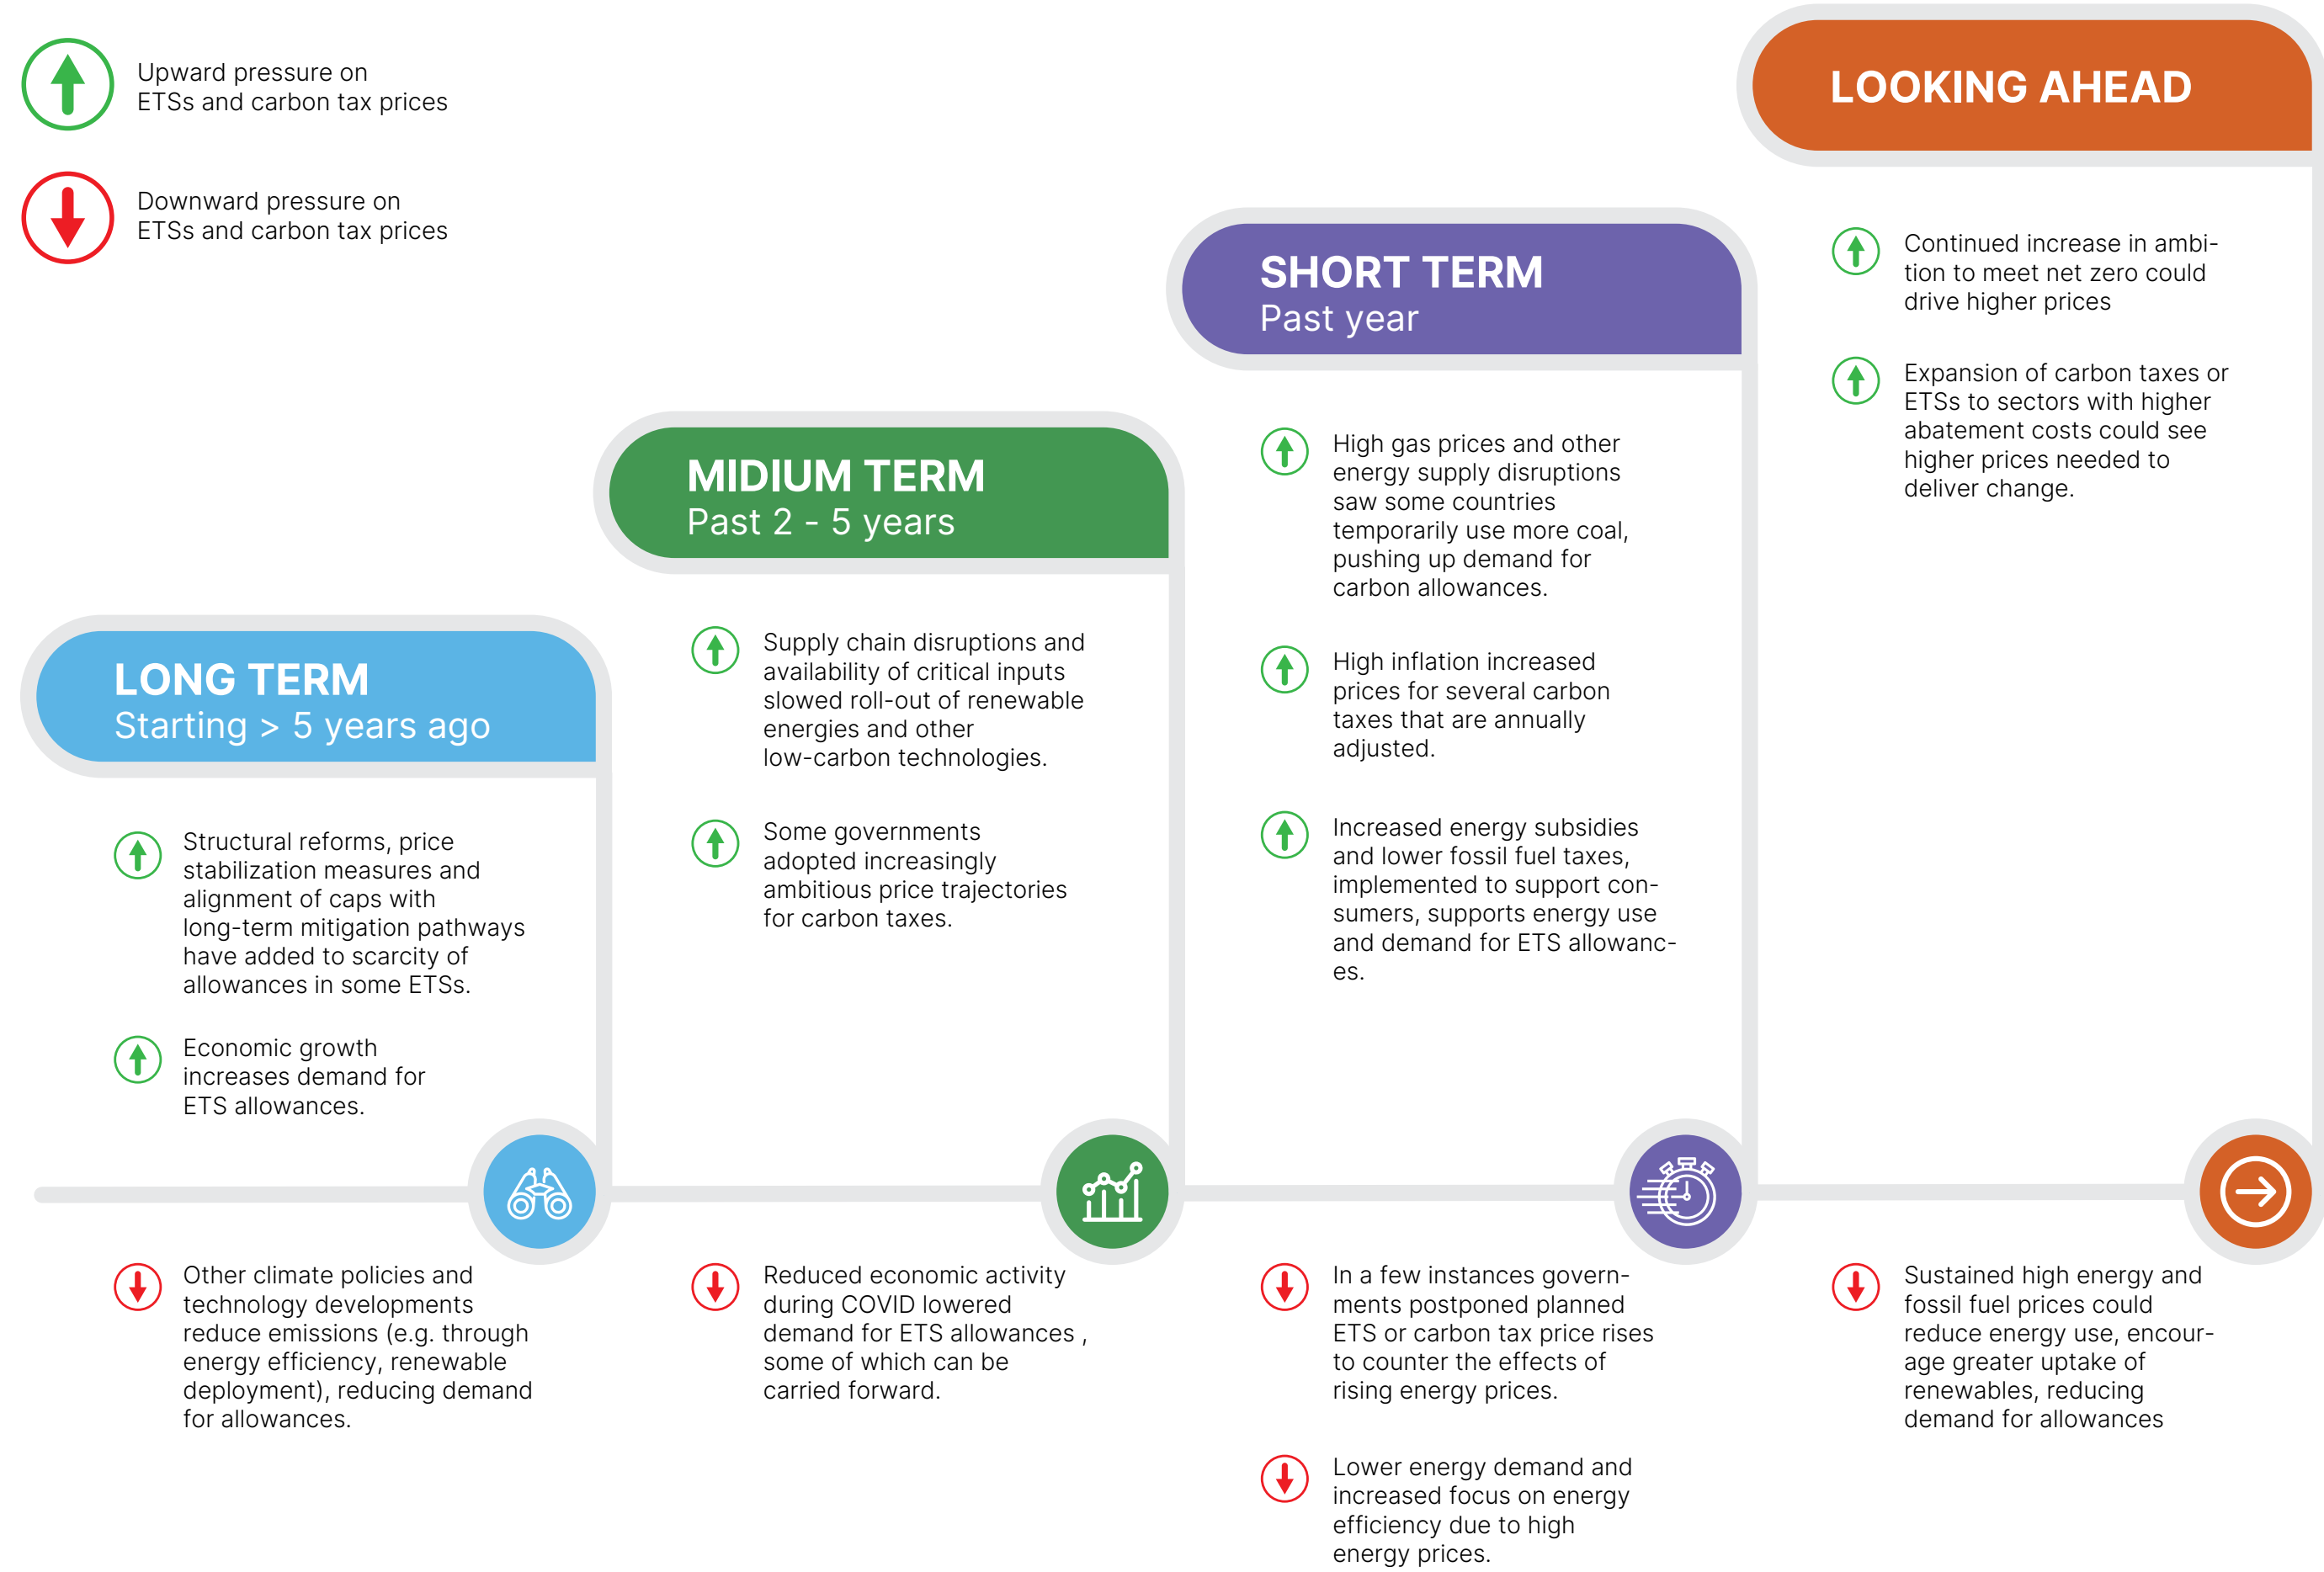 Upward pressure on
ETSs and carbon tax prices
Downward pressure on
ETSs and carbon tax prices
LONG TERM
Starting > 5 years ago
Structural reforms, price
stabilization measures and
alignment of caps with
long-term mitigation pathways
have added to scarcity of
allowances in some ETSs.
Economic growth
increases demand for
ETS allowances.
Other climate policies and
technology developments
reduce emissions (e.g. through
energy efficiency, renewable
deployment), reducing demand
for allowances.
MIDIUM TERM
Past 2 - 5 years
Supply chain disruptions and
availability of critical inputs
slowed roll-out of renewable
energies and other
low-carbon technologies.
Some governments
adopted increasingly
ambitious price trajectories
for carbon taxes.
Reduced economic activity
during COVID lowered
demand for ETS allowances ,
some of which can be
carried forward.
SHORT TERM
Past year
High gas prices and other
energy supply disruptions
saw some countries
temporarily use more coal,
pushing up demand for
carbon allowances.
High inflation increased
prices for several carbon
taxes that are annually
adjusted.
Increased energy subsidies
and lower fossil fuel taxes,
implemented to support con-
sumers, supports energy use
and demand for ETS allowanc-
es.
In a few instances govern-
ments postponed planned
ETS or carbon tax price rises
to counter the effects of
rising energy prices.
Lower energy demand and
increased focus on energy
efficiency due to high
energy prices.
LOOKING AHEAD
Continued increase in ambi-
tion to meet net zero could
drive higher prices
Expansion of carbon taxes or
ETSs to sectors with higher
abatement costs could see
higher prices needed to
deliver change.
Sustained high energy and
fossil fuel prices could
reduce energy use, encour-
age greater uptake of
renewables, reducing
demand for allowances